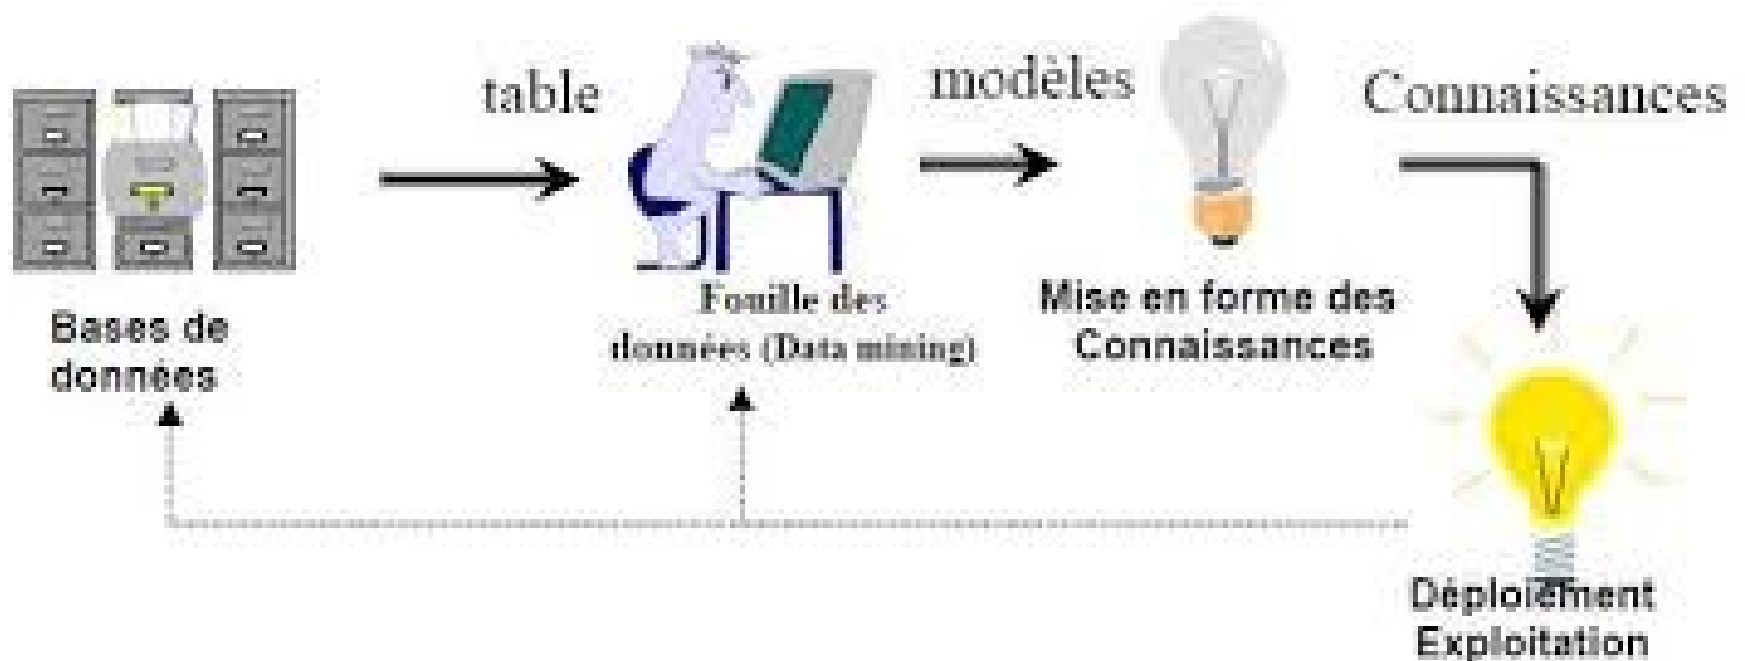 table
modèles
Connaissances
Bases de
données
Fouille des
données (Data mining)
Mise en forme des
Connaissances
Déploiement
Exploitation